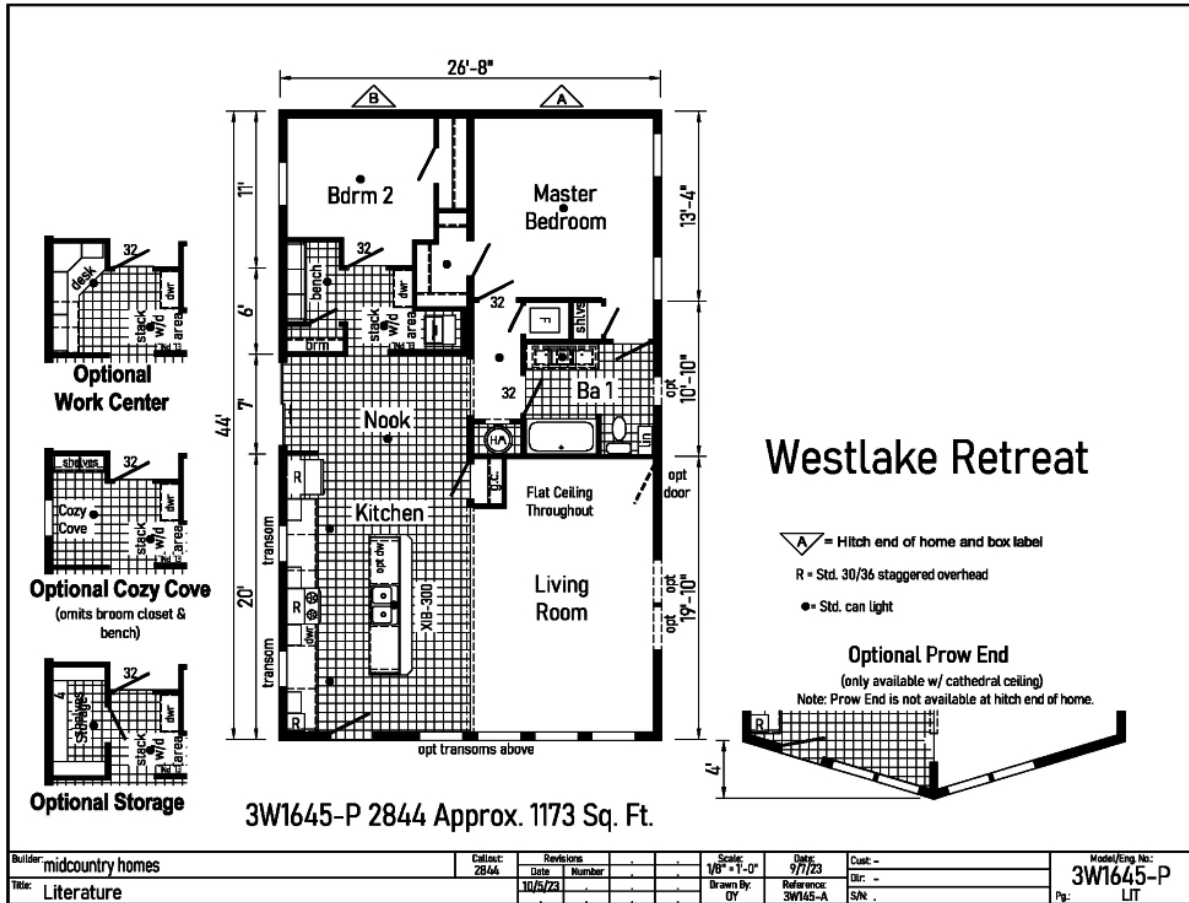 26'-8"
B
A
11'
6'
7'
20'
44'
13'-4"
10'-10"
19'-10"
Bdrm 2
Master
Bedroom
32
bench
dwr
stack
w/d
area
brm
32
F
shlvs
32
Ba 1
opt
Nook
H/W
Lin
R
g.c.
opt
door
Flat Ceiling
Throughout
Kitchen
transom
opt dw
XIB-300
R
dwr
Living
Room
opt
opt
transom
R
opt transoms above
desk
32
dwr
stack
w/d
area
Optional
Work Center
shelves
32
Cozy
Cove
dwr
stack
w/d
area
Optional Cozy Cove
(omits broom closet &
bench)
32
4
shelves
Storage
dwr
stack
w/d
area
Optional Storage
Westlake Retreat
A = Hitch end of home and box label
R = Std. 30/36 staggered overhead
= Std. can light
Optional Prow End
(only available w/ cathedral ceiling)
Note: Prow End is not available at hitch end of home.
R
4'
3W1645-P 2844 Approx. 1173 Sq. Ft.
Builder: midcountry homes
Title: Literature
Callout:
2844
Revisions
Date Number
10/5/23
Scale:
1/8" = 1'-0"
Date:
9/7/23
Drawn By:
OY
Reference:
3W145-A
Cust: -
Dlr: -
S/N: .
Model/Eng. No.:
3W1645-P
Pg.: LIT